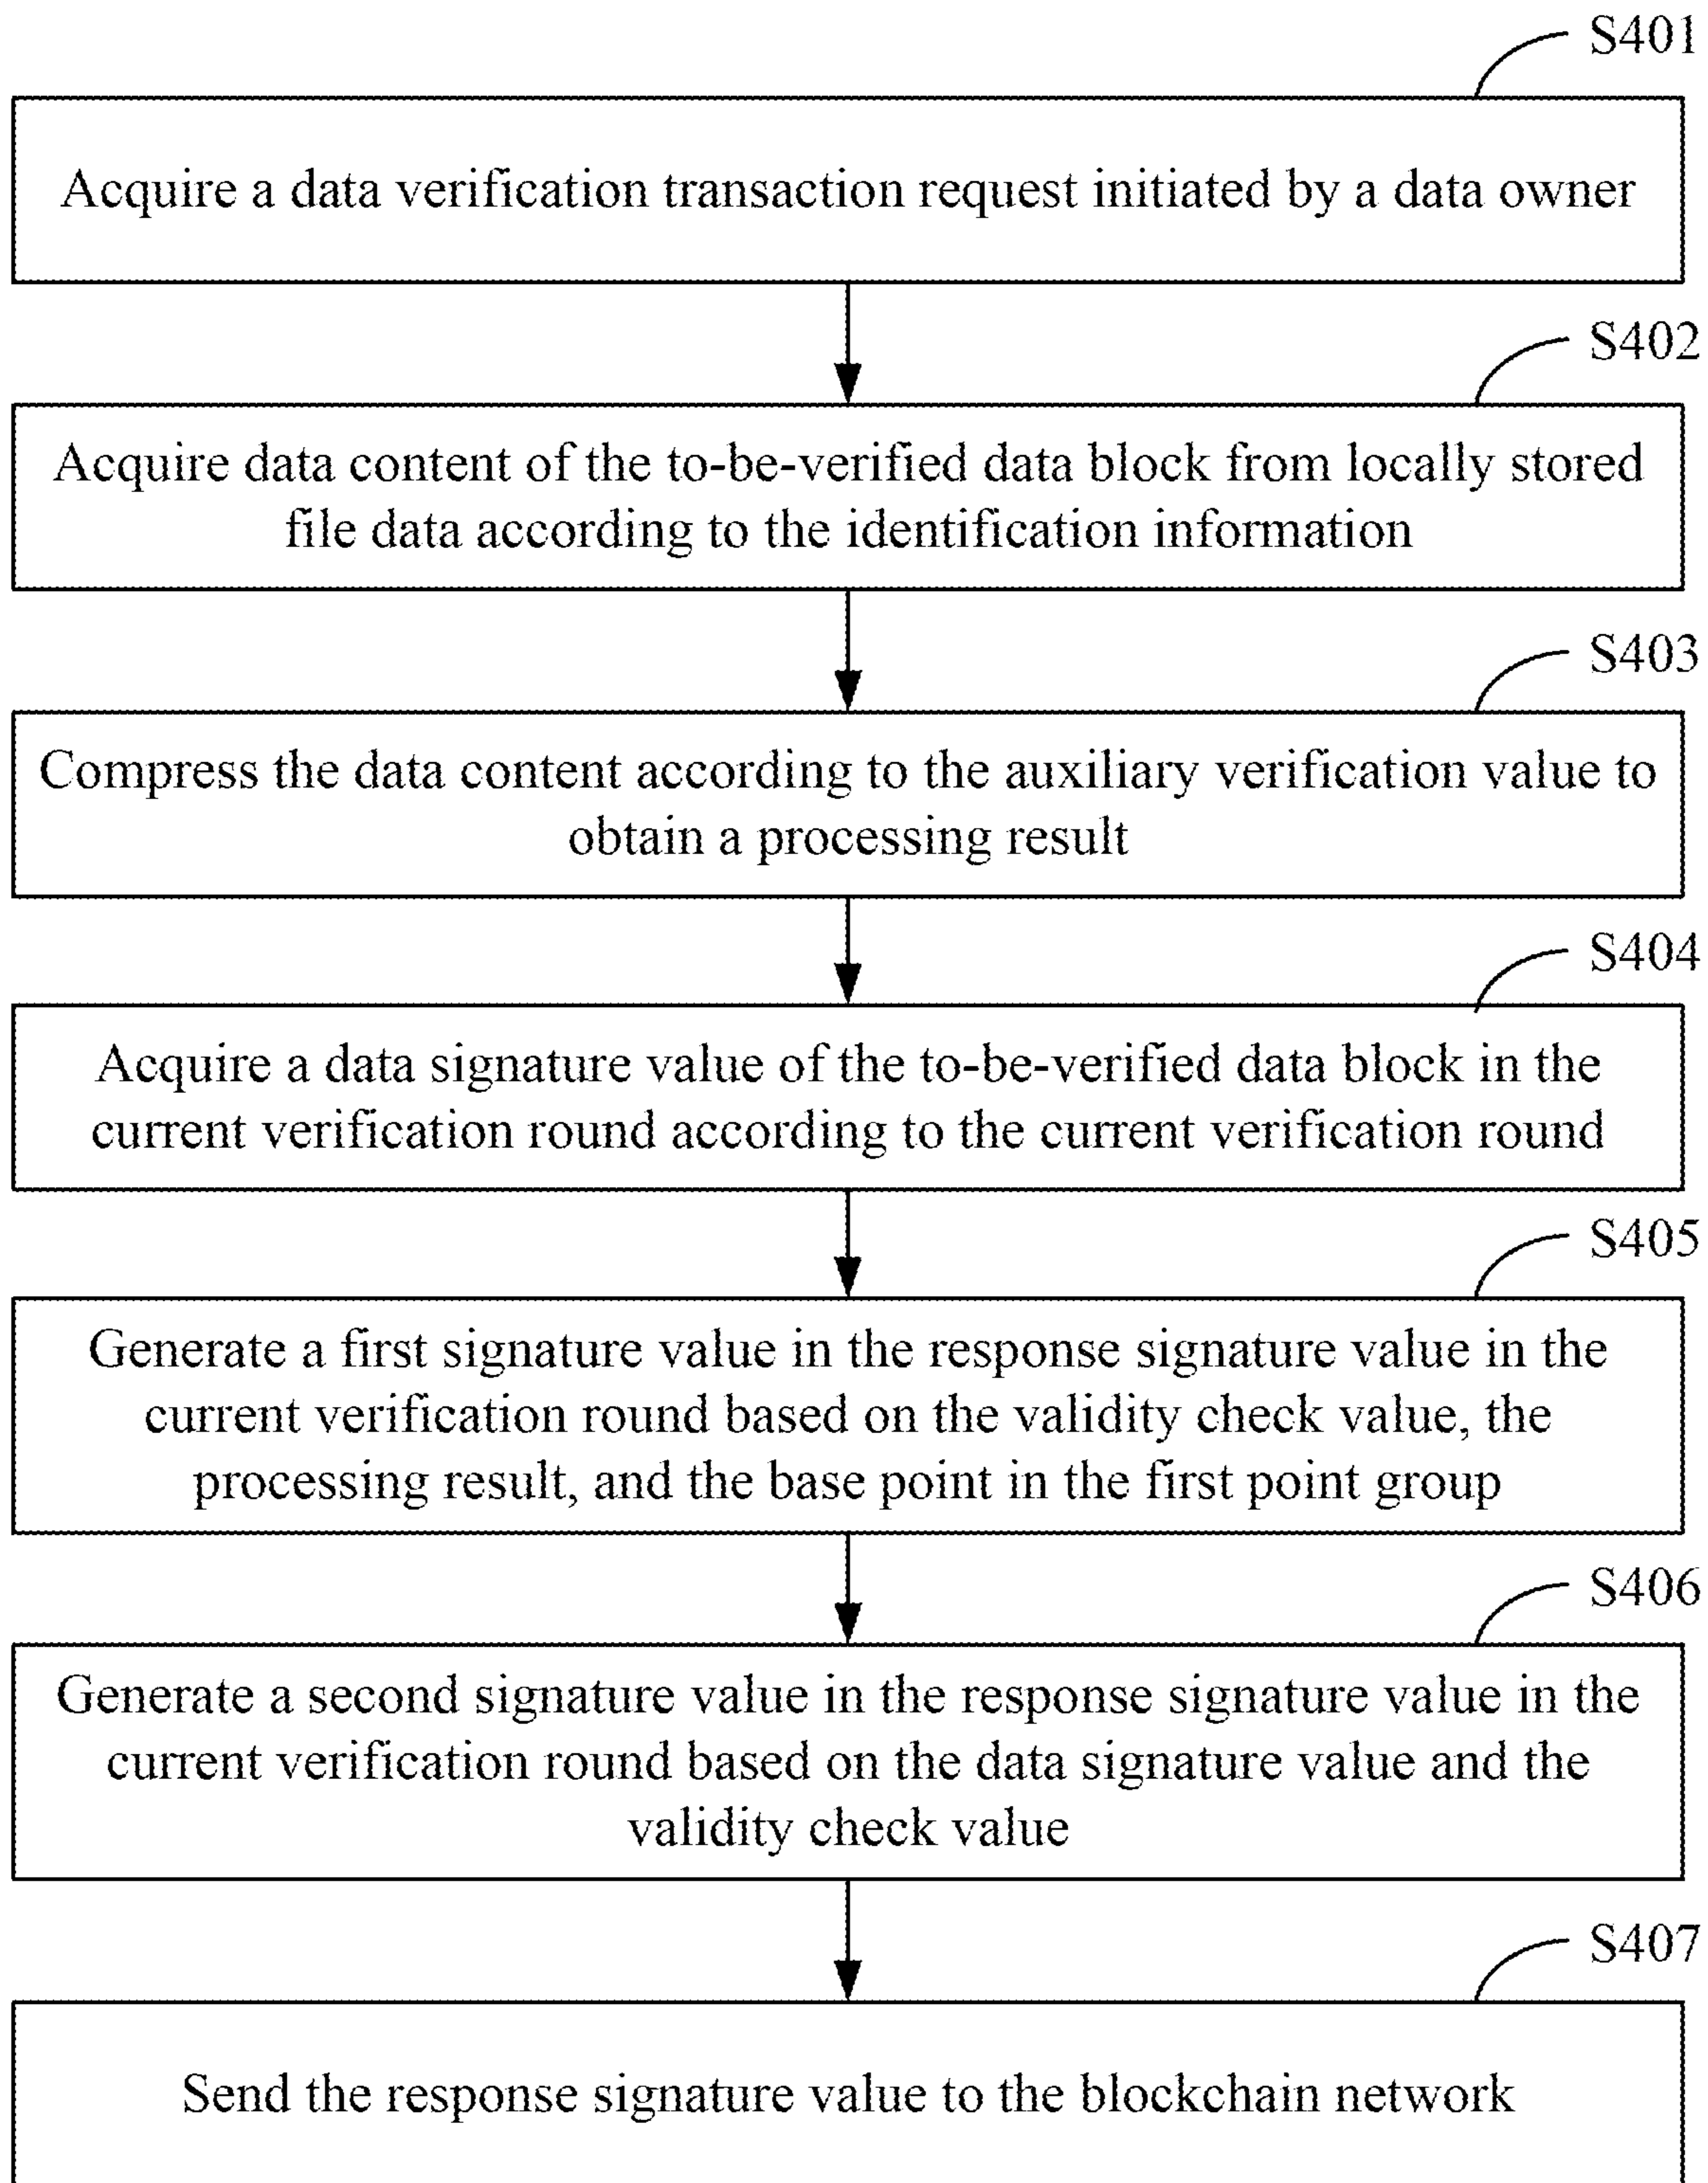 S401
Acquire a data verification transaction request initiated by a data owner
S402
Acquire data content of the to-be-verified data block from locally stored
file data according to the identification information
S403
Compress the data content according to the auxiliary verification value to
obtain a processing result
S404
Acquire a data signature value of the to-be-verified data block in the
current verification round according to the current verification round
S405
Generate a first signature value in the response signature value in the
current verification round based on the validity check value, the
processing result, and the base point in the first point group
S406
Generate a second signature value in the response signature value in the
current verification round based on the data signature value and the
validity check value
S407
Send the response signature value to the blockchain network